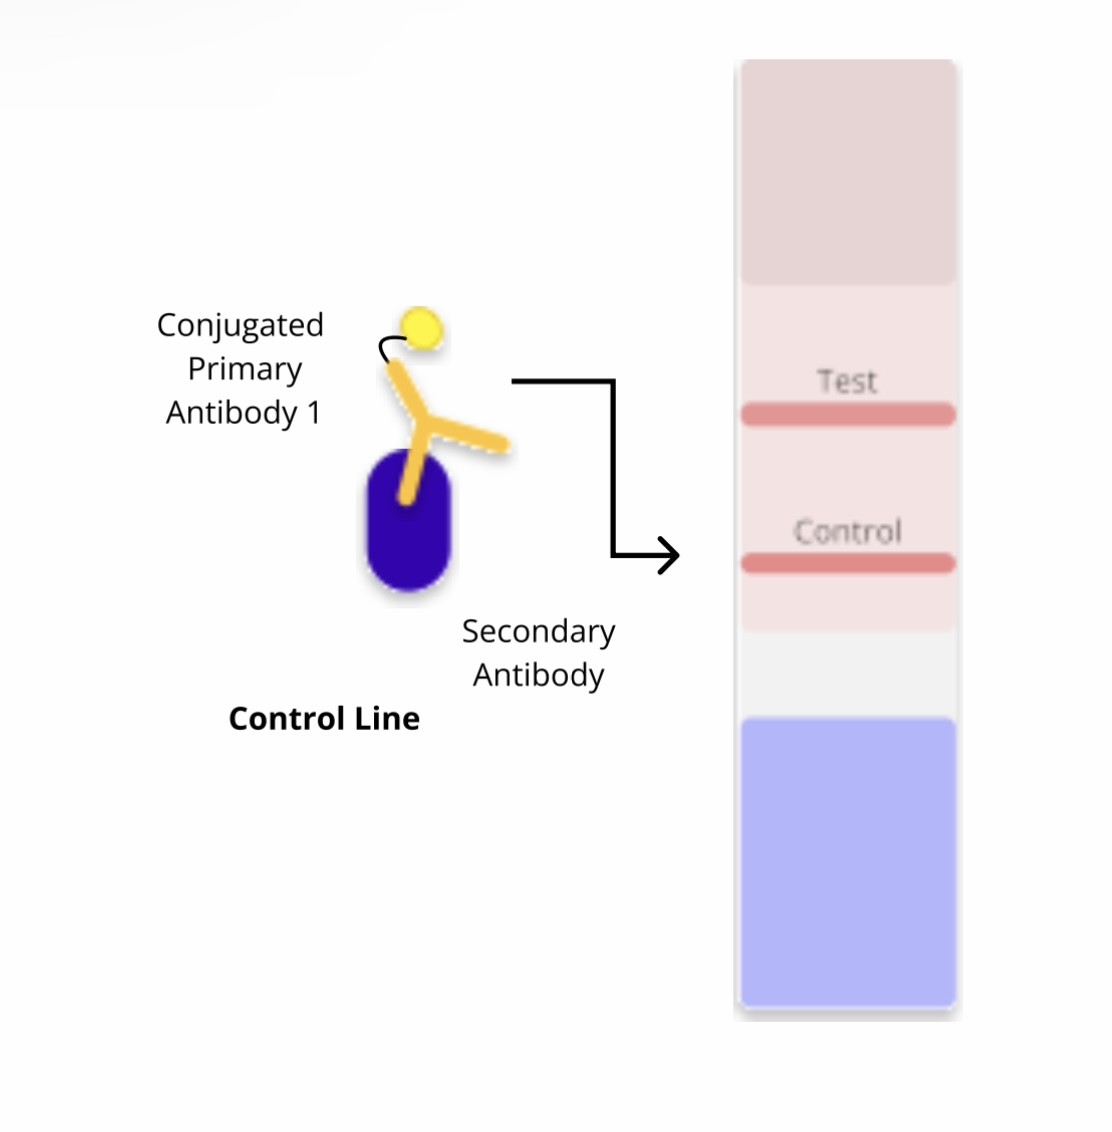 Conjugated
Primary
Antibody 1
Test
Control
Secondary
Antibody
Control Line